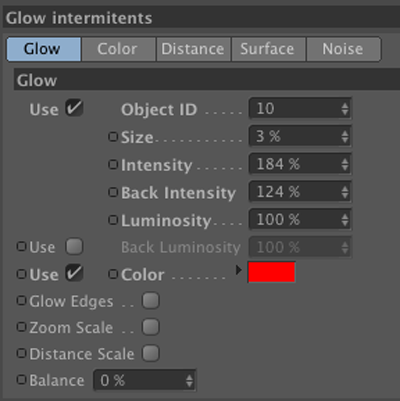 Glow intermitents
Glow Color Distance Surface Noise
Glow
Use Object ID ..... 10
Size........... 3 %
Intensity ...... 184 %
Back Intensity 124 %
Luminosity..... 100 %
Use Back Luminosity 100 %
Use Color .......
Glow Edges ..
Zoom Scale ..
Distance Scale
Balance 0 %